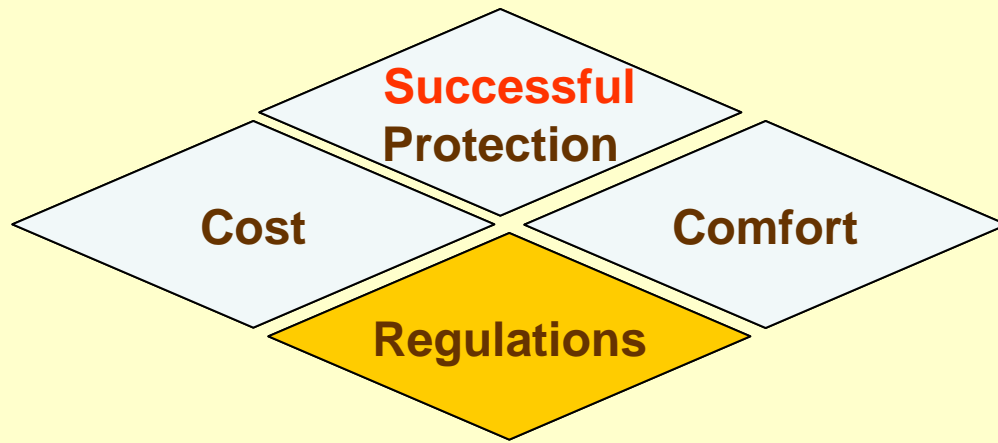 Successful
Protection
Cost
Comfort
Regulations